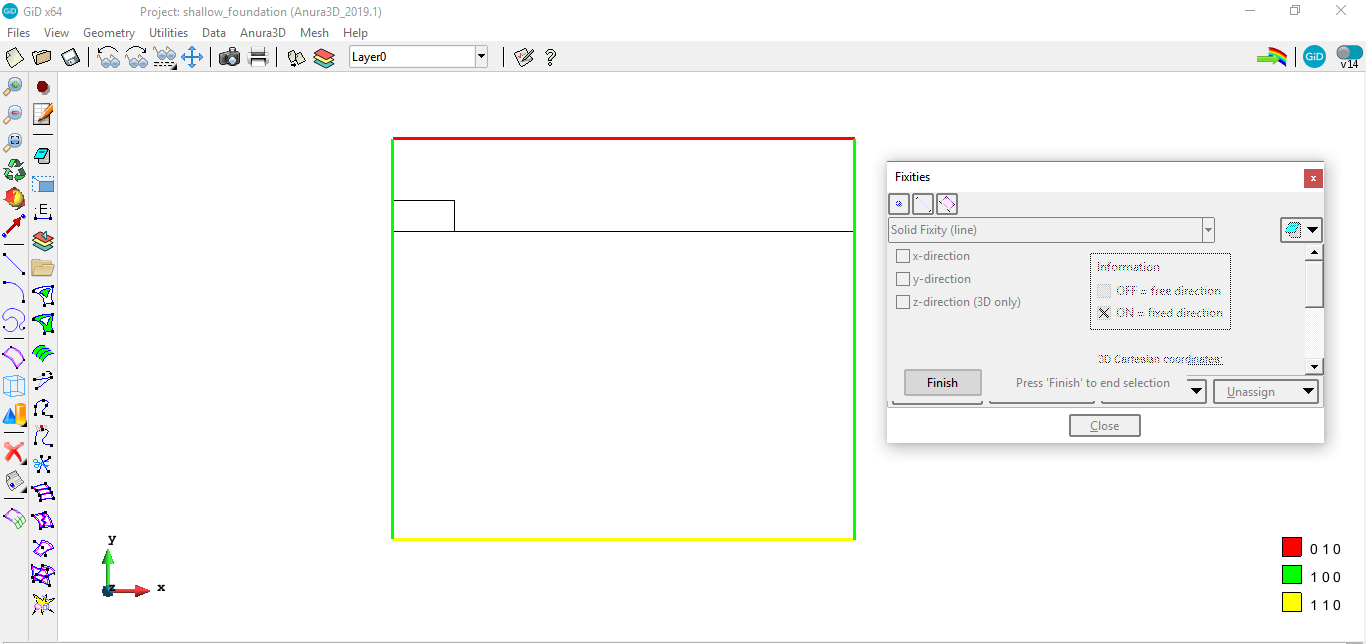 GiD x64 Project: shallow_foundation (Anura3D_2019.1)
Files View Geometry Utilities Data Anura3D Mesh Help
Layer0
GiD
v14
E
Fixities
x
Solid Fixity (line)
x-direction
y-direction
z-direction (3D only)
Information
OFF = free direction
ON = fixed direction
3D Cartesian coordinates:
Finish
Press 'Finish' to end selection
Unassign
Close
y
z
x
0 1 0
1 0 0
1 1 0